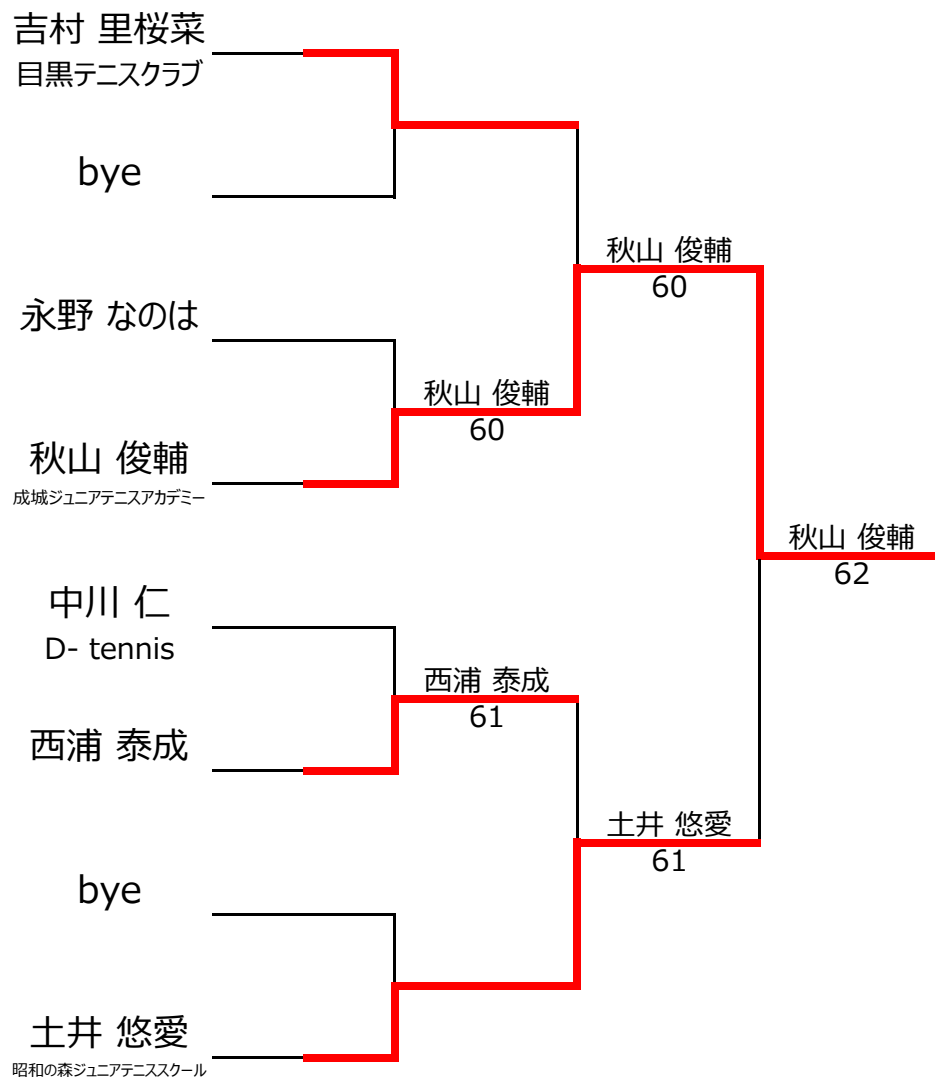 吉村 里桜菜
目黒テニスクラブ
bye
永野 なのは
秋山 俊輔
成城ジュニアテニスアカデミー
中川 仁
D- tennis
西浦 泰成
bye
土井 悠愛
昭和の森ジュニアテニススクール
秋山 俊輔
60
西浦 泰成
61
秋山 俊輔
60
土井 悠愛
61
秋山 俊輔
62